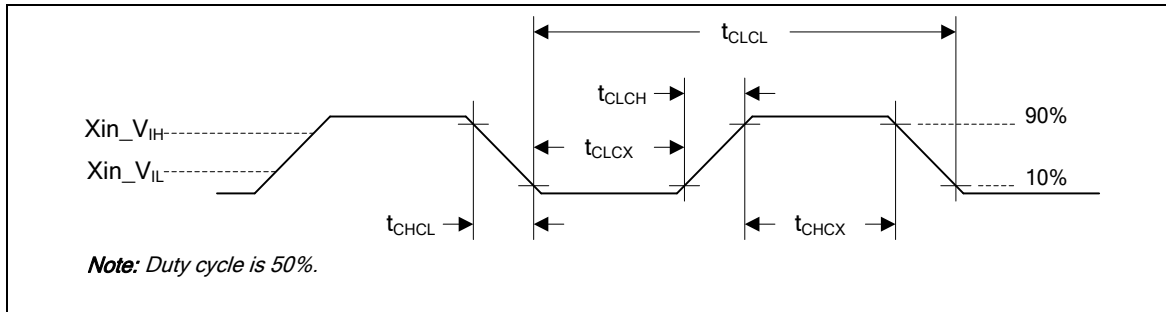 tCLCL
tCLCH
Xin_VIH
90%
tCLCX
Xin_VIL
10%
tCHCL
tCHCX
Note: Duty cycle is 50%.